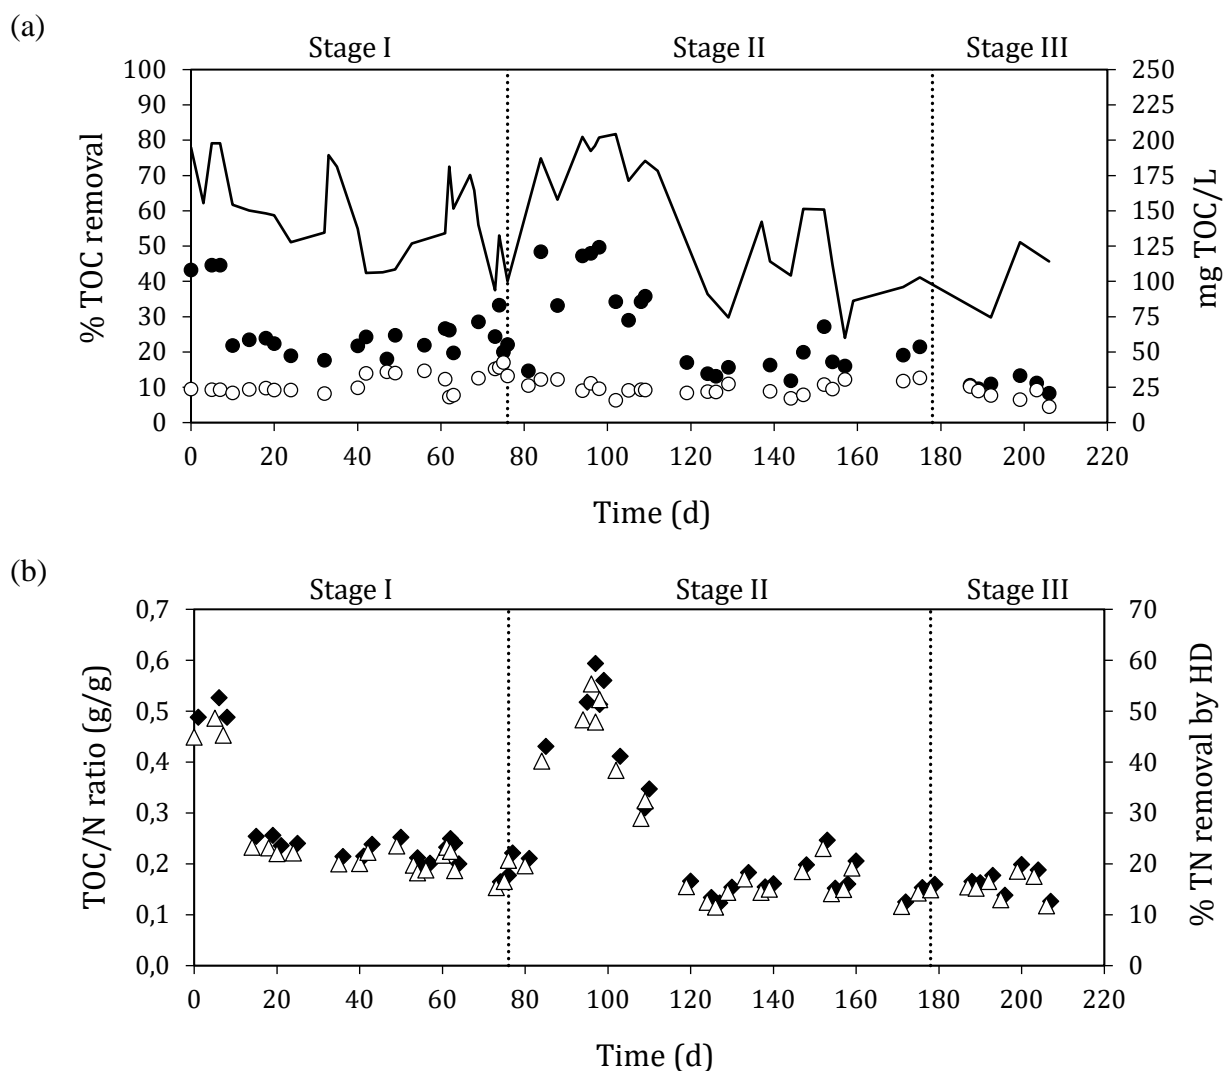 (a)
Stage I Stage II Stage III
100 90 80 70 60 50 40 30 20 10 0
% TOC removal
250 225 200 175 150 125 100 75 50 25 0
mg TOC/L
0 20 40 60 80 100 120 140 160 180 200 220
Time (d)
(b)
Stage I Stage II Stage III
0,7 0,6 0,5 0,4 0,3 0,2 0,1 0,0
TOC/N ratio (g/g)
70 60 50 40 30 20 10 0
% TN removal by HD
0 20 40 60 80 100 120 140 160 180 200 220
Time (d)